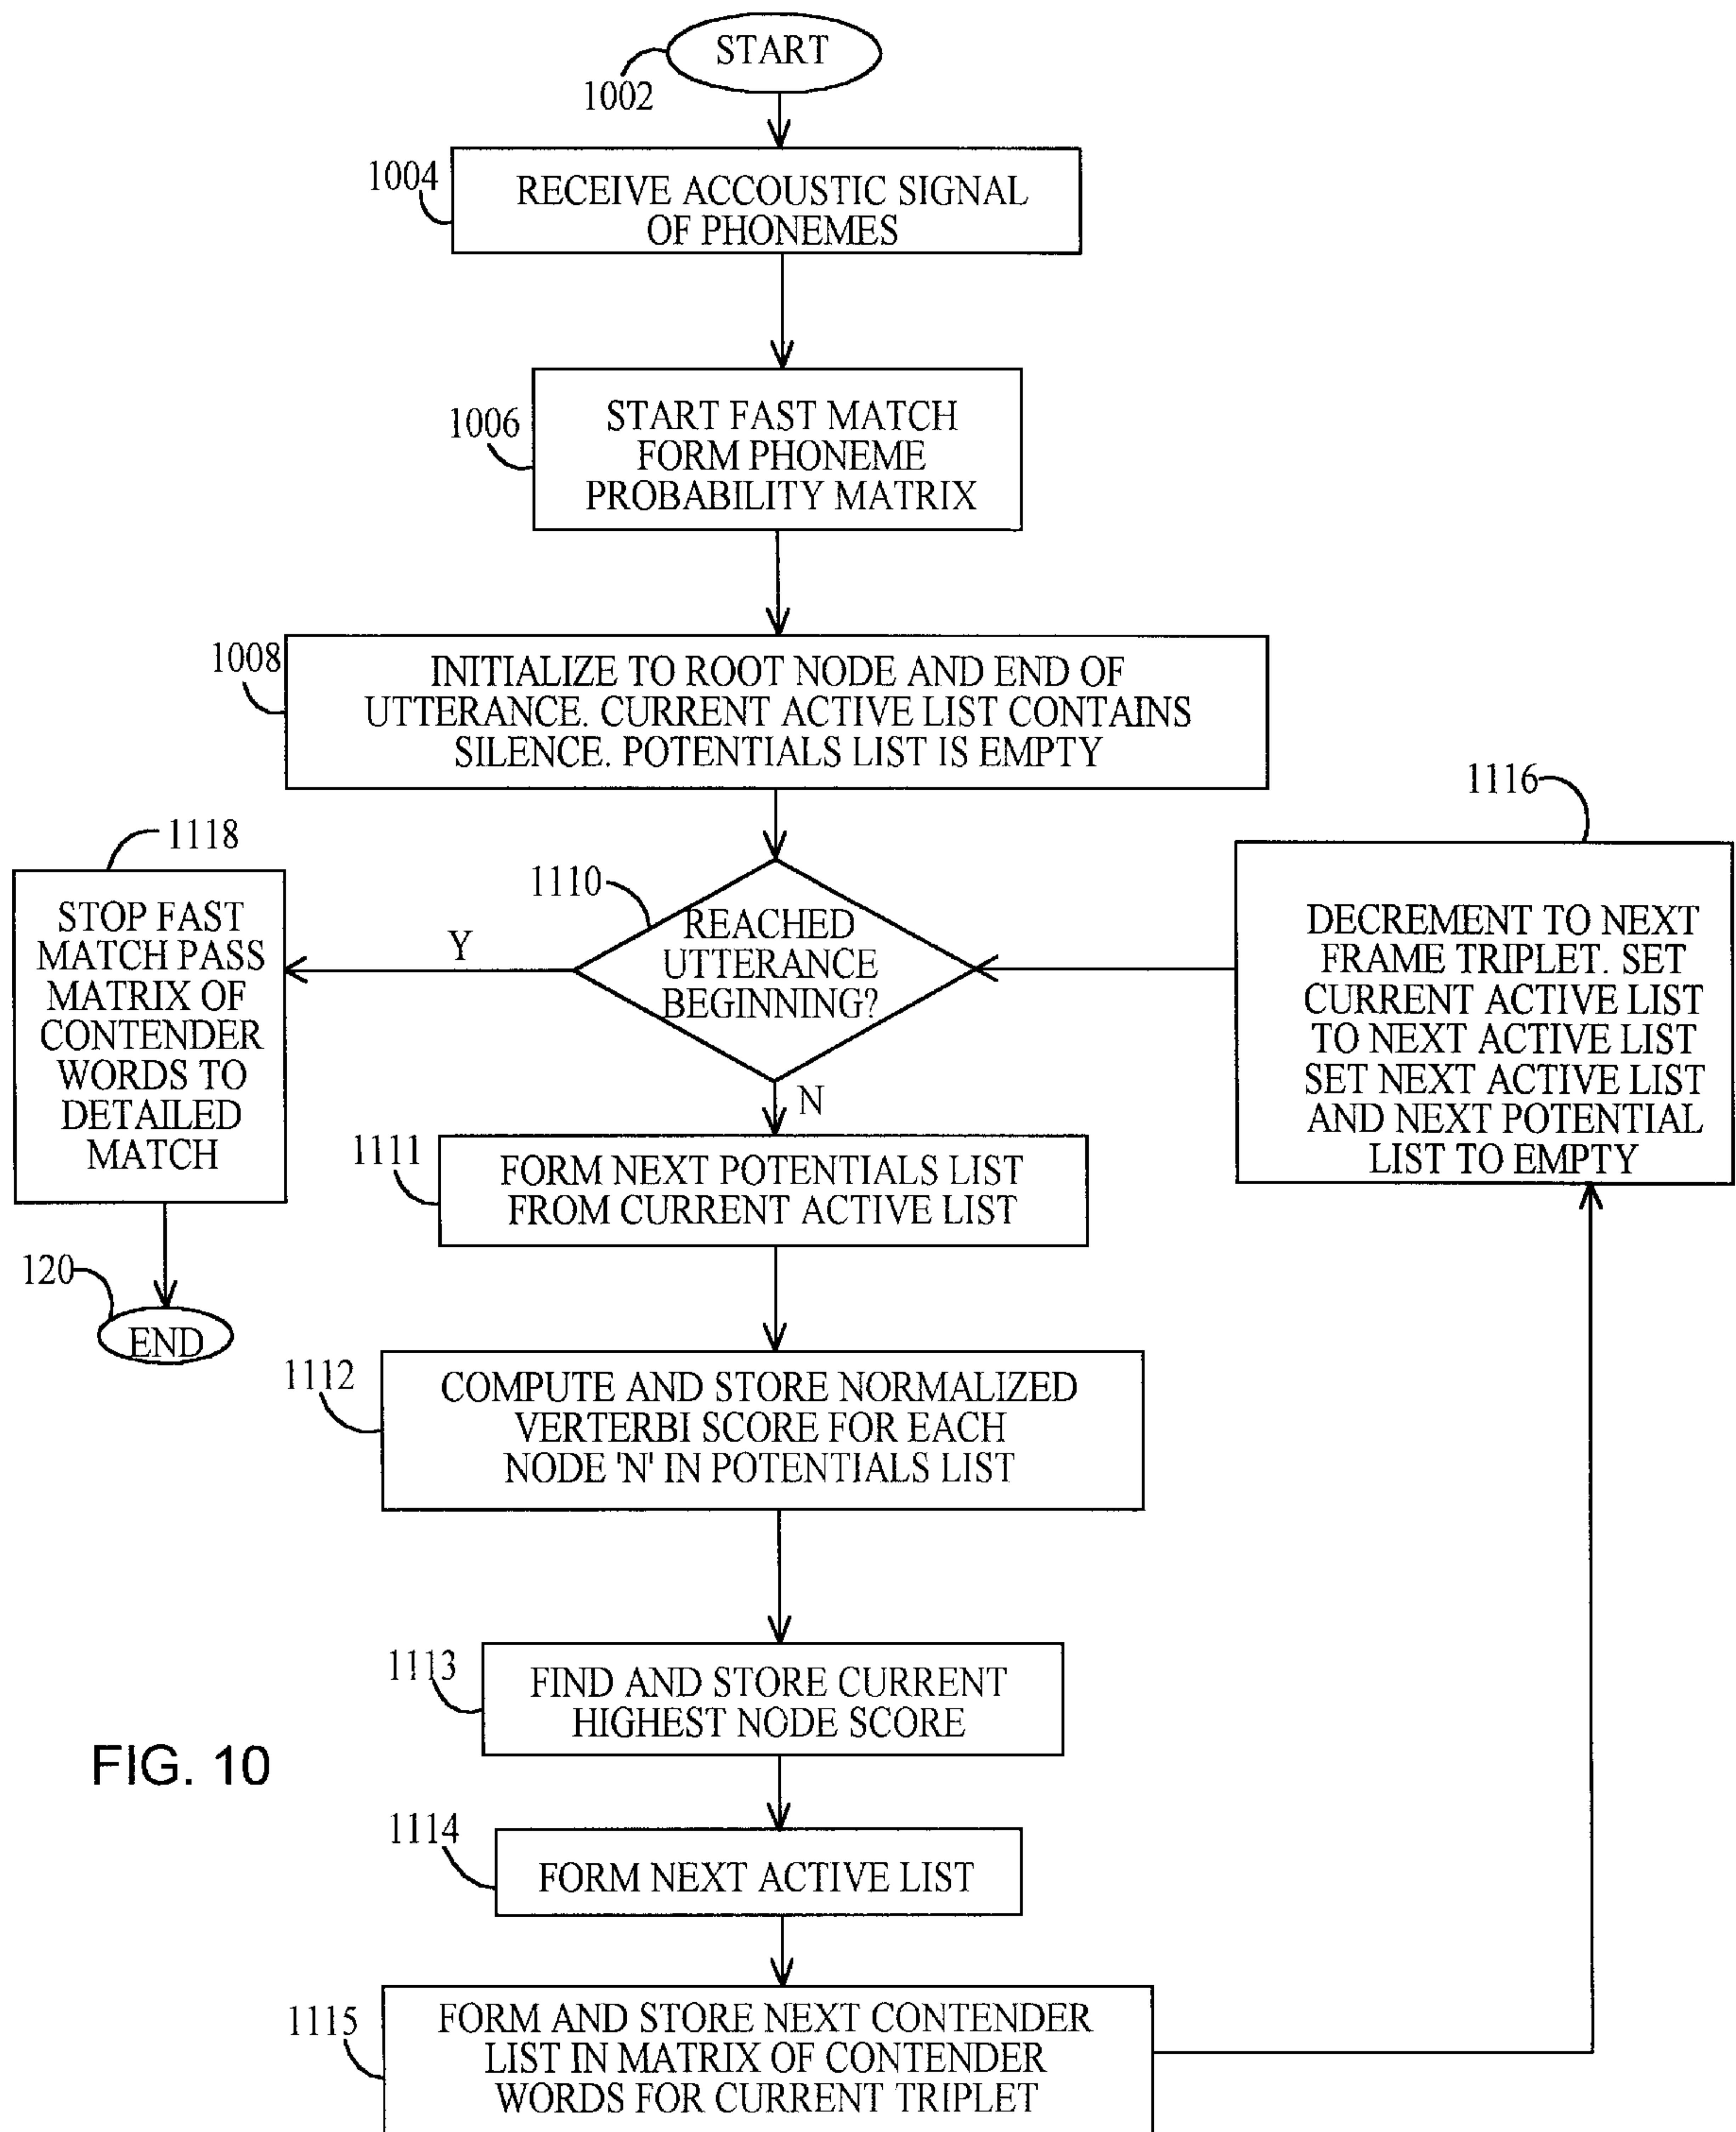 START
1002
1004
RECEIVE ACCOUSTIC SIGNAL
OF PHONEMES
1006
START FAST MATCH
FORM PHONEME
PROBABILITY MATRIX
1008
INITIALIZE TO ROOT NODE AND END OF
UTTERANCE. CURRENT ACTIVE LIST CONTAINS
SILENCE. POTENTIALS LIST IS EMPTY
1110
REACHED
UTTERANCE
BEGINNING?
Y
N
1118
STOP FAST
MATCH PASS
MATRIX OF
CONTENDER
WORDS TO
DETAILED
MATCH
120
END
1116
DECREMENT TO NEXT
FRAME TRIPLET. SET
CURRENT ACTIVE LIST
TO NEXT ACTIVE LIST
SET NEXT ACTIVE LIST
AND NEXT POTENTIAL
LIST TO EMPTY
1111
FORM NEXT POTENTIALS LIST
FROM CURRENT ACTIVE LIST
1112
COMPUTE AND STORE NORMALIZED
VERTERBI SCORE FOR EACH
NODE 'N' IN POTENTIALS LIST
1113
FIND AND STORE CURRENT
HIGHEST NODE SCORE
FIG. 10
1114
FORM NEXT ACTIVE LIST
1115
FORM AND STORE NEXT CONTENDER
LIST IN MATRIX OF CONTENDER
WORDS FOR CURRENT TRIPLET